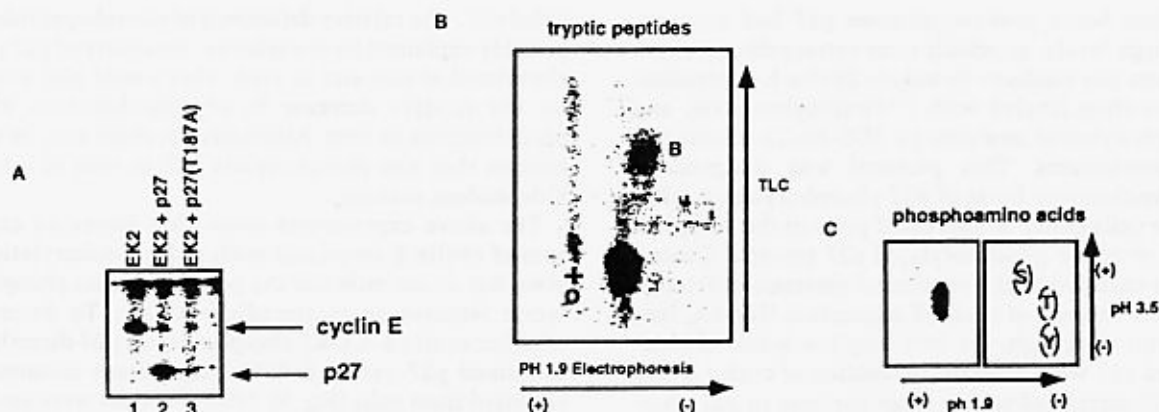 A
EK2
EK2 + p27
EK2 + p27(T187A)
cyclin E
p27
1 2 3
B
tryptic peptides
B
TLC
PH 1.9 Electrophoresis
(+) (-)
C
phosphoamino acids
S
T
Y
(+)
pH 3.5
(-)
(+) ph 1.9 (-)